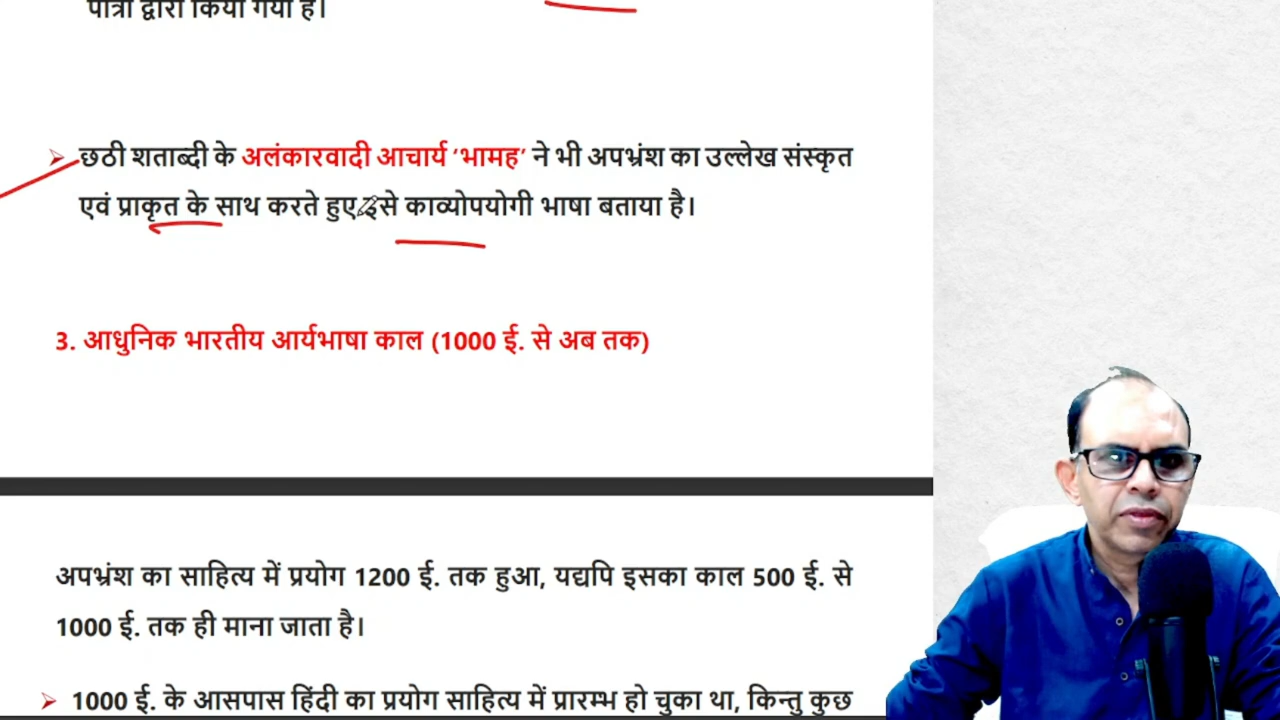 पात्रों द्वारा किया गया है।
छठी शताब्दी के अलंकारवादी आचार्य ‘भामह’ ने भी अपभ्रंश का उल्लेख संस्कृत
एवं प्राकृत के साथ करते हुए इसे काव्योपयोगी भाषा बताया है।
3. आधुनिक भारतीय आर्यभाषा काल (1000 ई. से अब तक)
अपभ्रंश का साहित्य में प्रयोग 1200 ई. तक हुआ, यद्यपि इसका काल 500 ई. से
1000 ई. तक ही माना जाता है।
1000 ई. के आसपास हिंदी का प्रयोग साहित्य में प्रारम्भ हो चुका था, किन्तु कुछ